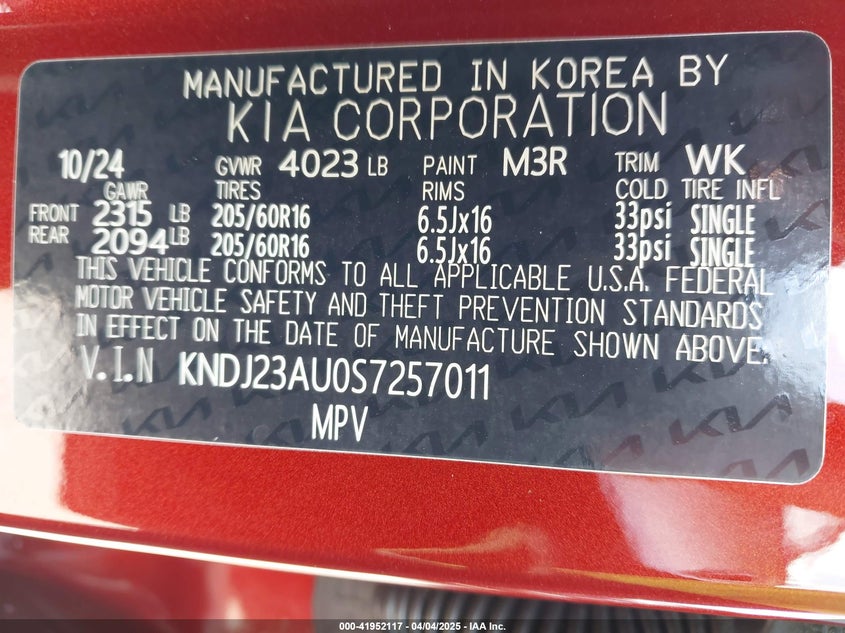 MANUFACTURED IN KOREA BY
KIA CORPORATION
10/24 GVWR 4023 LB PAINT M3R TRIM WK
GAWR TIRES RIMS COLD TIRE INFL
FRONT 2315 LB 205/60R16 6.5Jx16 33psi SINGLE
REAR 2094 LB 205/60R16 6.5Jx16 33psi SINGLE
THIS VEHICLE CONFORMS TO ALL APPLICABLE U.S.A. FEDERAL
MOTOR VEHICLE SAFETY AND THEFT PREVENTION STANDARDS
IN EFFECT ON THE DATE OF MANUFACTURE SHOWN ABOVE.
V.I.N KNDJ23AU0S7257011
MPV
000-41952117 - 04/04/2025 - IAA Inc.